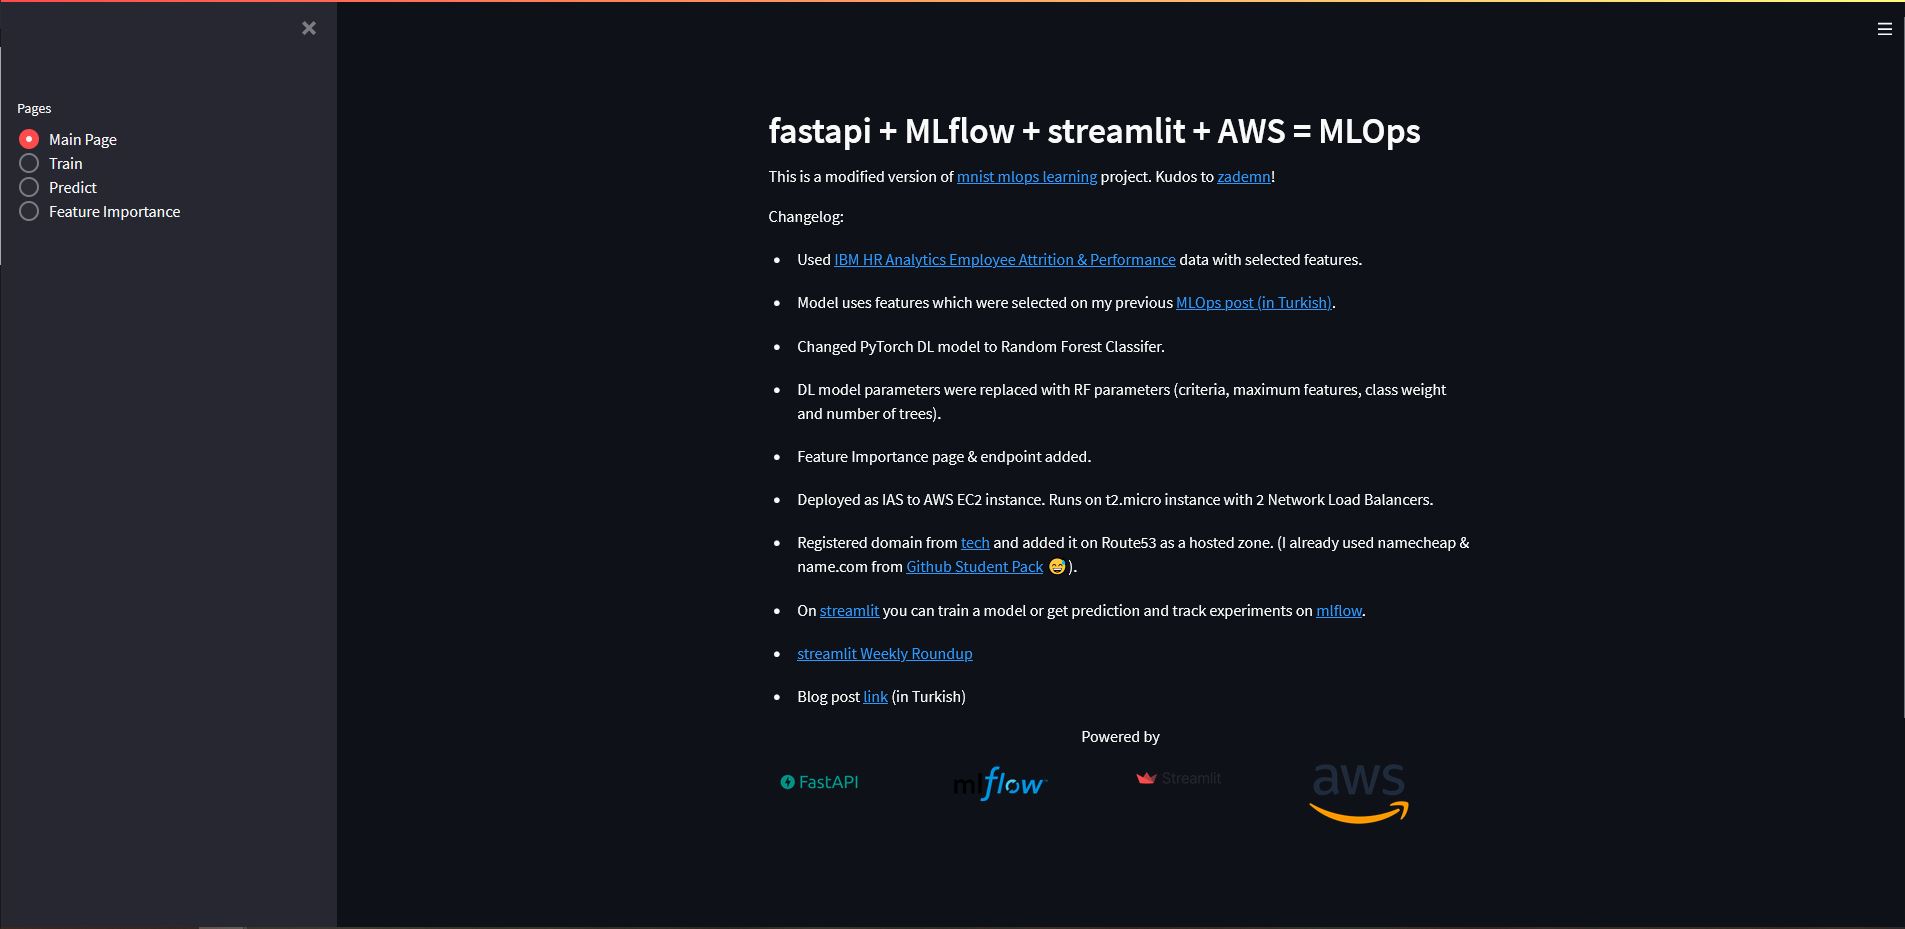 Pages
Main Page
Train
Predict
Feature Importance
fastapi + MLflow + streamlit + AWS = MLOps
This is a modified version of mnist mlops learning project. Kudos to zademn!
Changelog:
Used IBM HR Analytics Employee Attrition & Performance data with selected features.
Model uses features which were selected on my previous MLOps post (in Turkish).
Changed PyTorch DL model to Random Forest Classifer.
DL model parameters were replaced with RF parameters (criteria, maximum features, class weight
and number of trees).
Feature Importance page & endpoint added.
Deployed as IAS to AWS EC2 instance. Runs on t2.micro instance with 2 Network Load Balancers.
Registered domain from tech and added it on Route53 as a hosted zone. (I already used namecheap &
name.com from Github Student Pack 😅 ).
On streamlit you can train a model or get prediction and track experiments on mlflow.
streamlit Weekly Roundup
Blog post link (in Turkish)
Powered by
FastAPI mlflow Streamlit aws